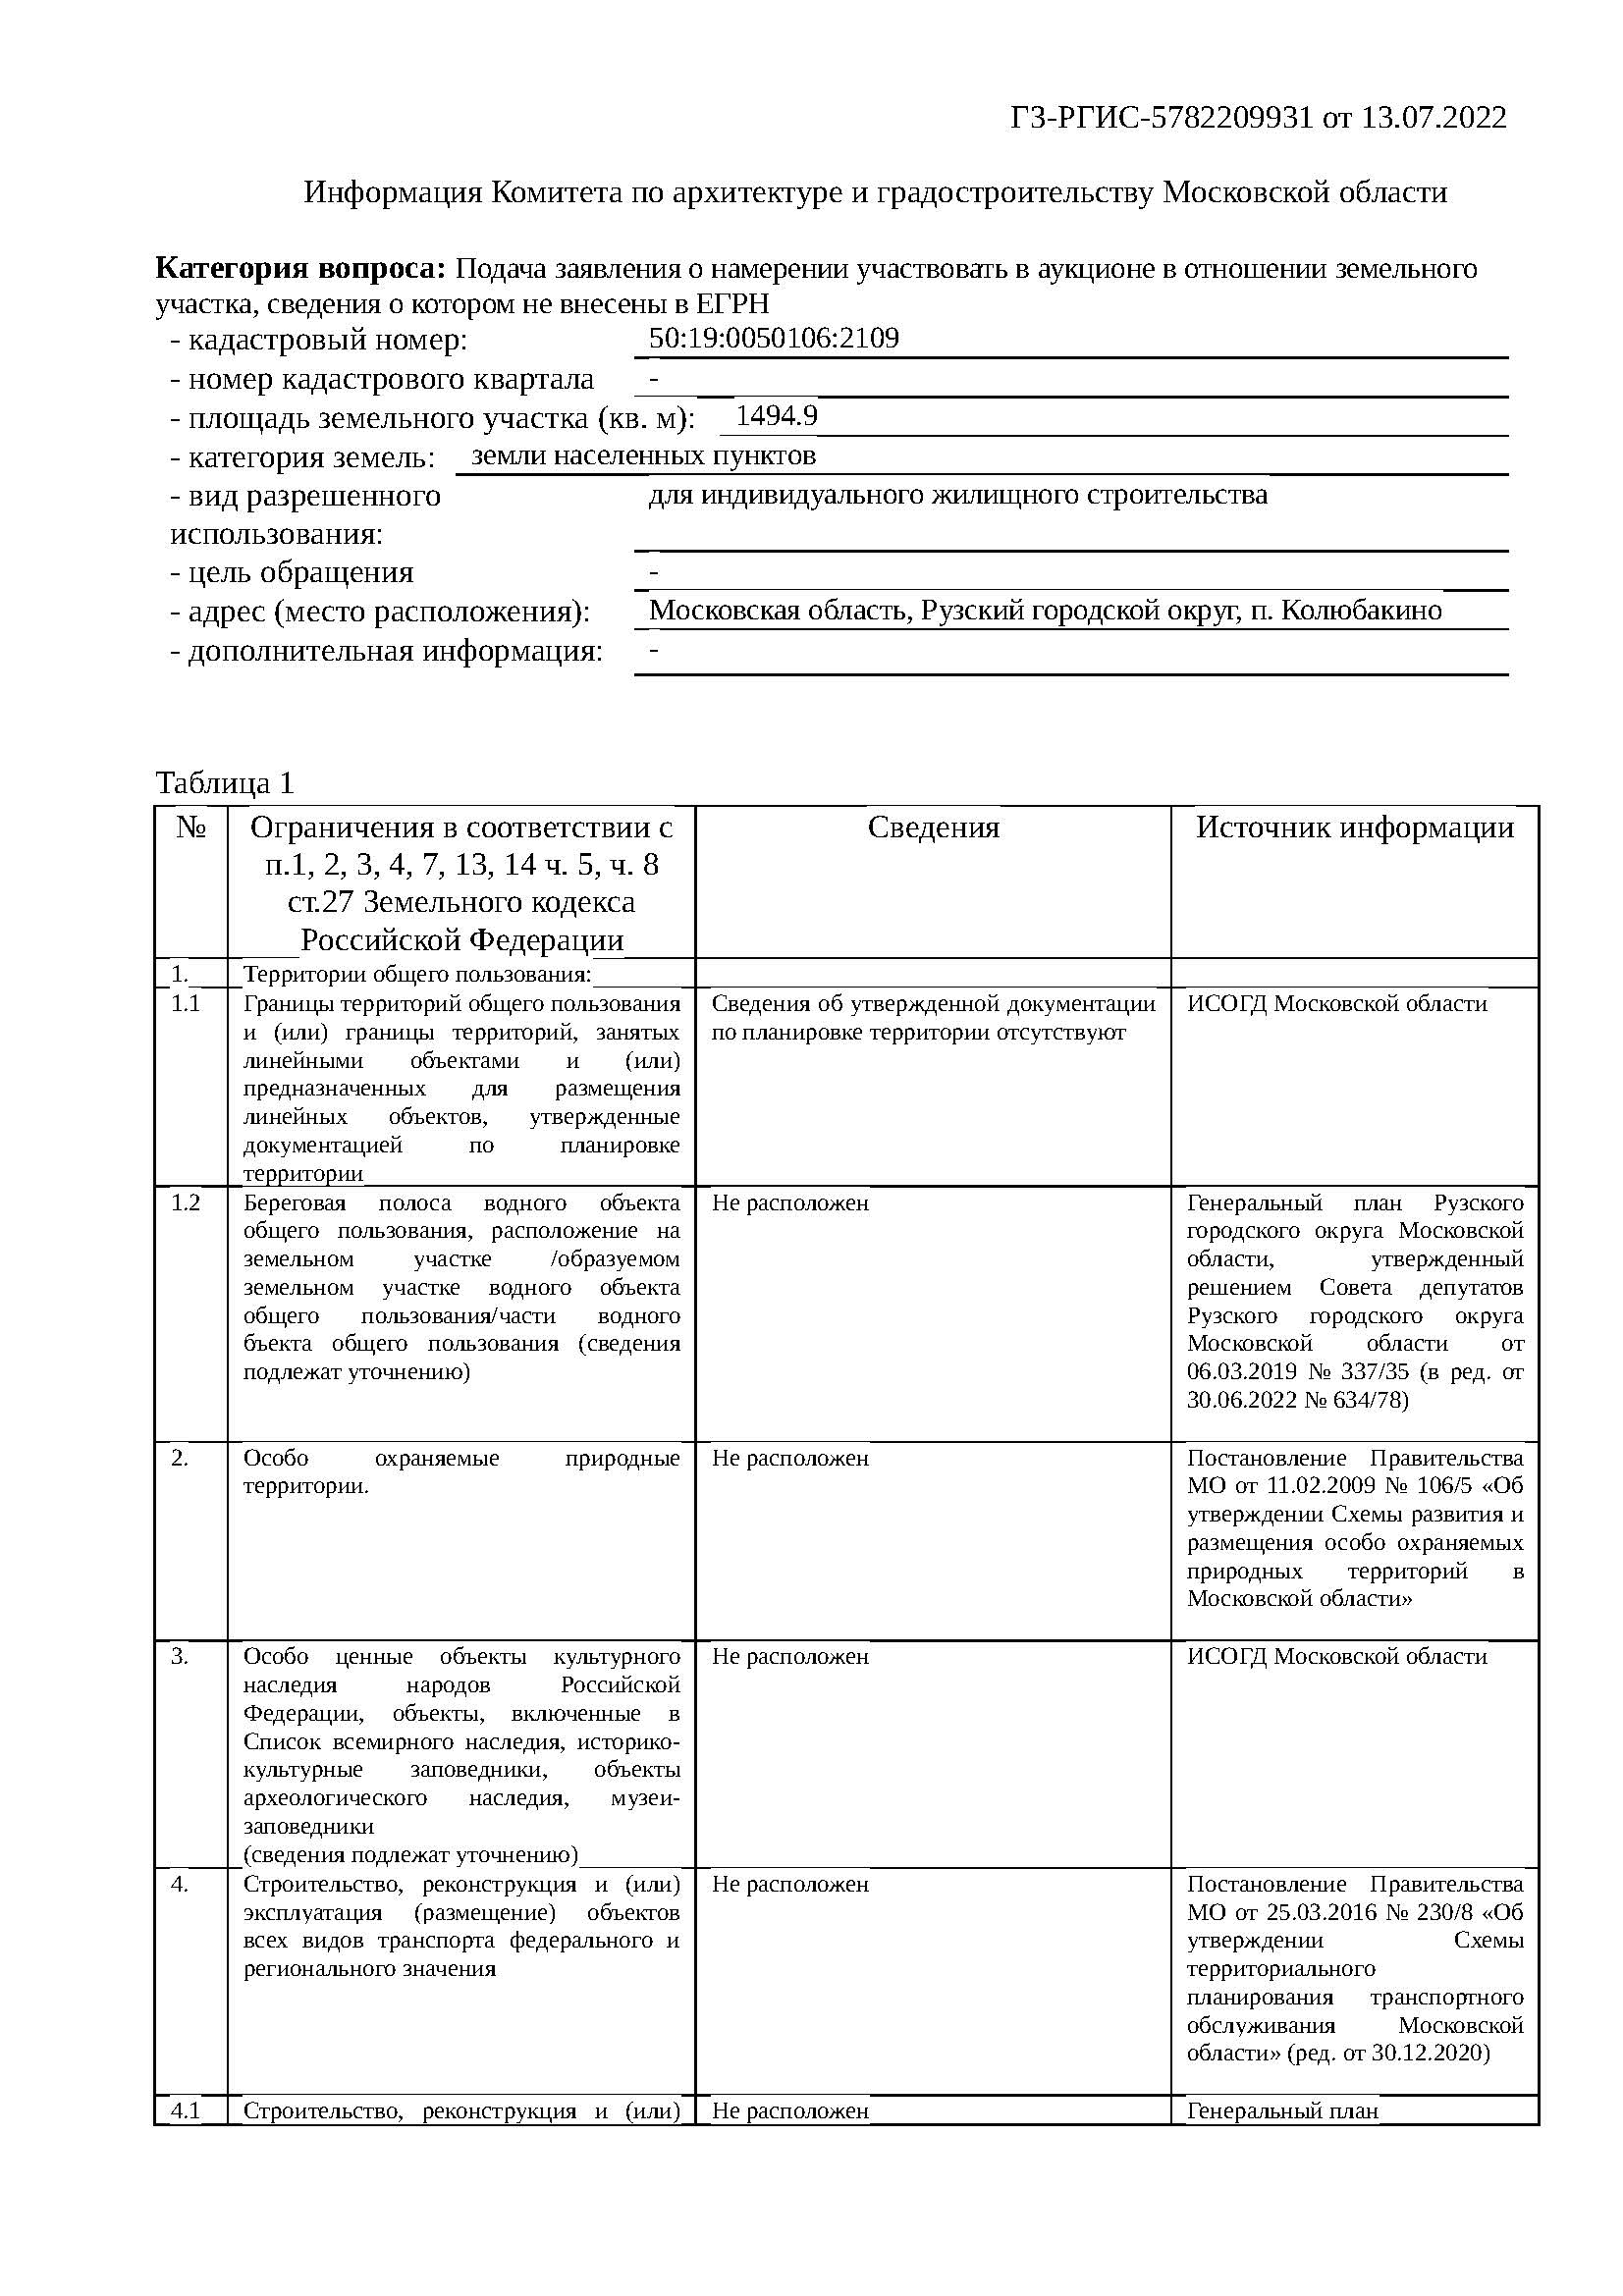 ГЗ-РГИС-5782209931 от 13.07.2022
Информация Комитета по архитектуре и градостроительству Московской области
Категория вопроса: Подача заявления о намерении участвовать в аукционе в отношении земельного
участка, сведения о котором не внесены в ЕГРН
- кадастровый номер: 50:19:0050106:2109
- номер кадастрового квартала -
- площадь земельного участка (кв. м): 1494.9
- категория земель: земли населенных пунктов
- вид разрешенного для индивидуального жилищного строительства
использования:
- цель обращения -
- адрес (место расположения): Московская область, Рузский городской округ, п. Колюбакино
- дополнительная информация: -
Таблица 1
№
Ограничения в соответствии с
п.1, 2, 3, 4, 7, 13, 14 ч. 5, ч. 8
ст.27 Земельного кодекса
Российской Федерации
Сведения
Источник информации
1.
Территории общего пользования:
1.1
Границы территорий общего пользования
и (или) границы территорий, занятых
линейными объектами и (или)
предназначенных для размещения
линейных объектов, утвержденные
документацией по планировке
территории
Сведения об утвержденной документации
по планировке территории отсутствуют
ИСОГД Московской области
1.2
Береговая полоса водного объекта
общего пользования, расположение на
земельном участке /образуемом
земельном участке водного объекта
общего пользования/части водного
бъекта общего пользования (сведения
подлежат уточнению)
Не расположен
Генеральный план Рузского
городского округа Московской
области, утвержденный
решением Совета депутатов
Рузского городского округа
Московской области от
06.03.2019 № 337/35 (в ред. от
30.06.2022 № 634/78)
2.
Особо охраняемые природные
территории.
Не расположен
Постановление Правительства
МО от 11.02.2009 № 106/5 «Об
утверждении Схемы развития и
размещения особо охраняемых
природных территорий в
Московской области»
3.
Особо ценные объекты культурного
наследия народов Российской
Федерации, объекты, включенные в
Список всемирного наследия, историко-
культурные заповедники, объекты
археологического наследия, музеи-
заповедники
(сведения подлежат уточнению)
Не расположен
ИСОГД Московской области
4.
Строительство, реконструкция и (или)
эксплуатация (размещение) объектов
всех видов транспорта федерального и
регионального значения
Не расположен
Постановление Правительства
МО от 25.03.2016 № 230/8 «Об
утверждении Схемы
территориального
планирования транспортного
обслуживания Московской
области» (ред. от 30.12.2020)
4.1
Строительство, реконструкция и (или)
Не расположен
Генеральный план